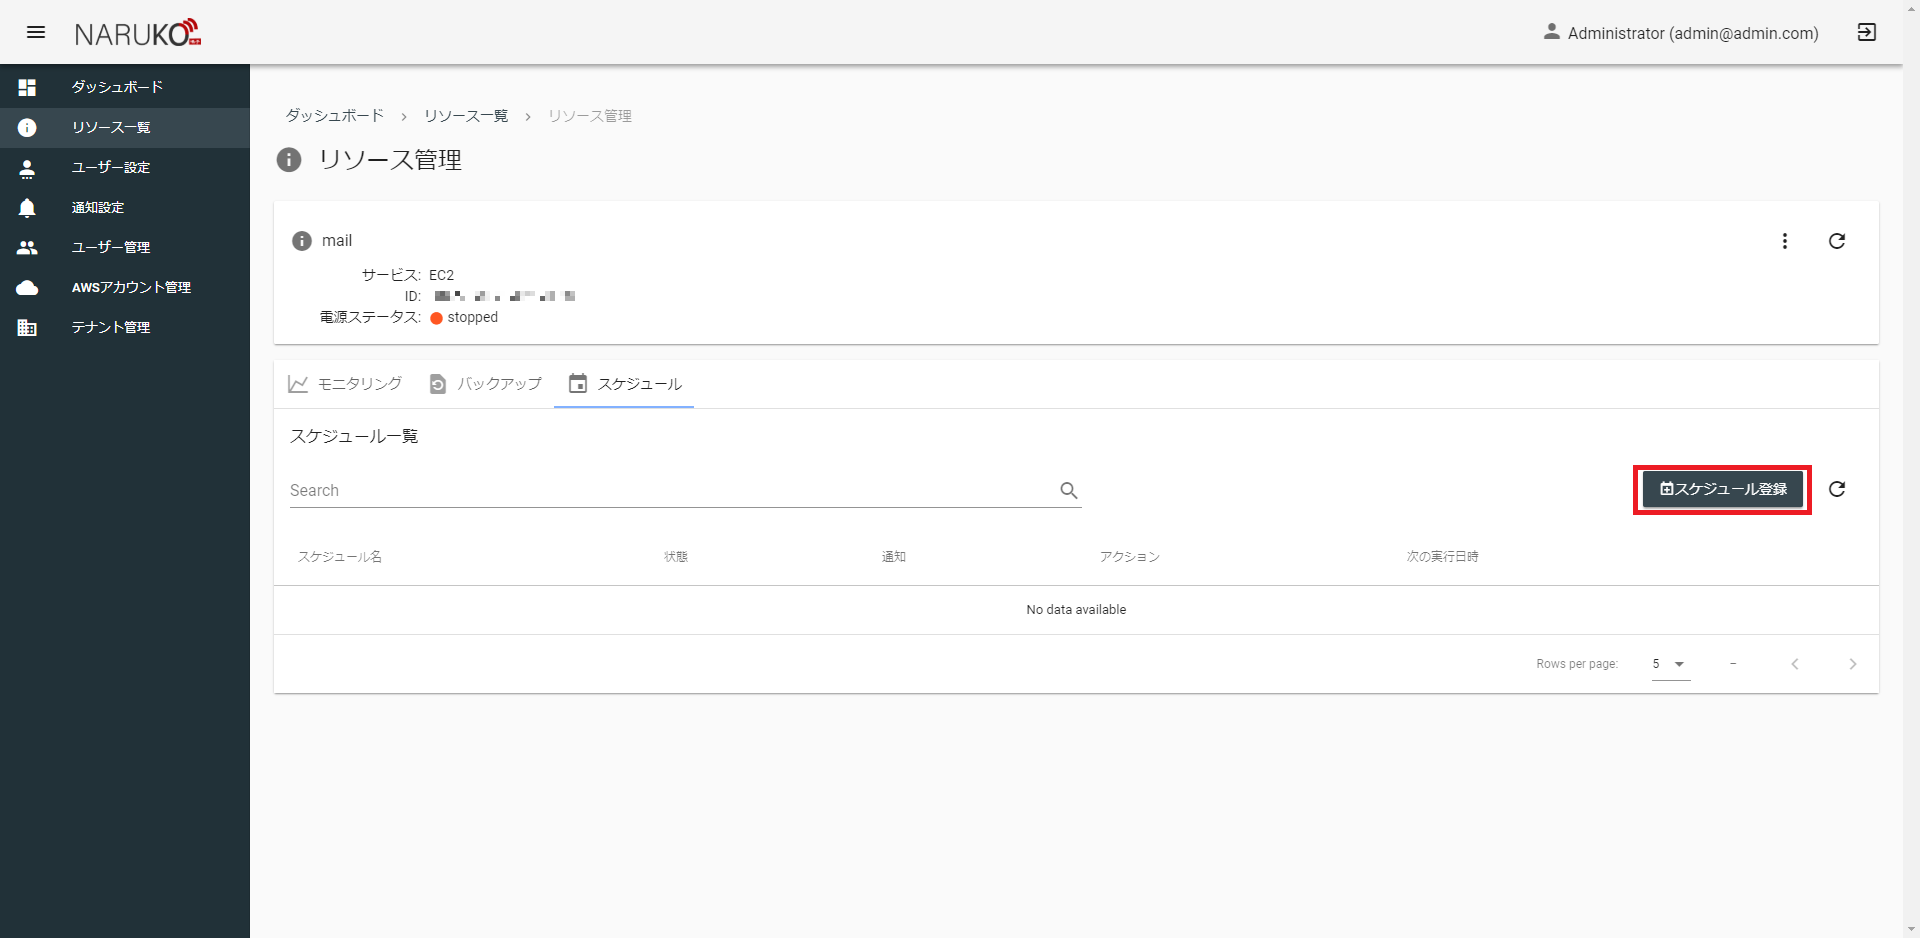 NARUKO
Administrator (admin@admin.com)
ダッシュボード
リソース一覧
ユーザー設定
通知設定
ユーザー管理
AWSアカウント管理
テナント管理
ダッシュボード > リソース一覧 > リソース管理
リソース管理
mail
サービス: EC2
ID:
電源ステータス: stopped
モニタリング バックアップ スケジュール
スケジュール一覧
Search
スケジュール登録
スケジュール名 状態 通知 アクション 次の実行日時
No data available
Rows per page: 5 –